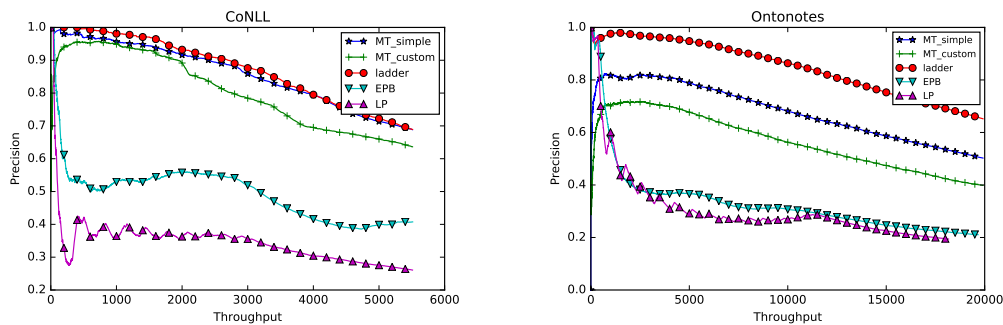 CoNLL
Precision
1.0
0.9
0.8
0.7
0.6
0.5
0.4
0.3
0.2
0
1000
2000
3000
4000
5000
6000
Throughput
MT_simple
MT_custom
ladder
EPB
LP
Ontonotes
Precision
1.0
0.8
0.6
0.4
0.2
0.0
0
5000
10000
15000
20000
Throughput
MT_simple
MT_custom
ladder
EPB
LP